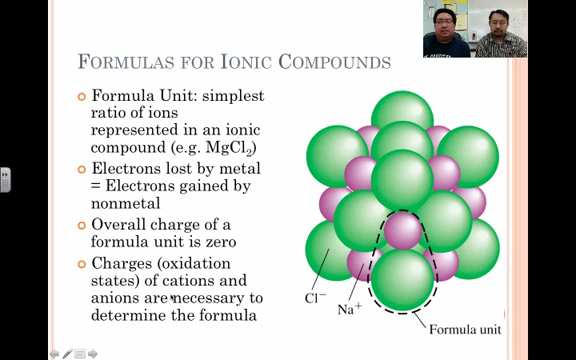 FORMULAS FOR IONIC COMPOUNDS
Formula Unit: simplest
ratio of ions
represented in an ionic
compound (e.g. MgCl₂)
Electrons lost by metal
= Electrons gained by
nonmetal
Overall charge of a
formula unit is zero
Charges (oxidation
states) of cations and
anions are necessary to
determine the formula
Cl⁻
Na⁺
Formula unit